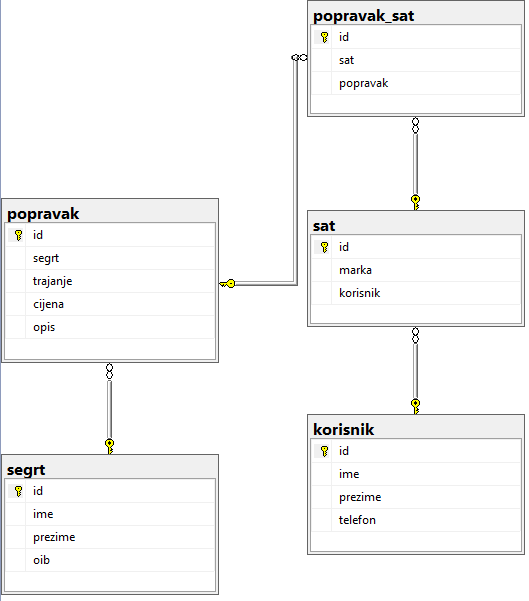 popravak_sat
id
sat
popravak
popravak
id
segrt
trajanje
cijena
opis
sat
id
marka
korisnik
segrt
id
ime
prezime
oib
korisnik
id
ime
prezime
telefon